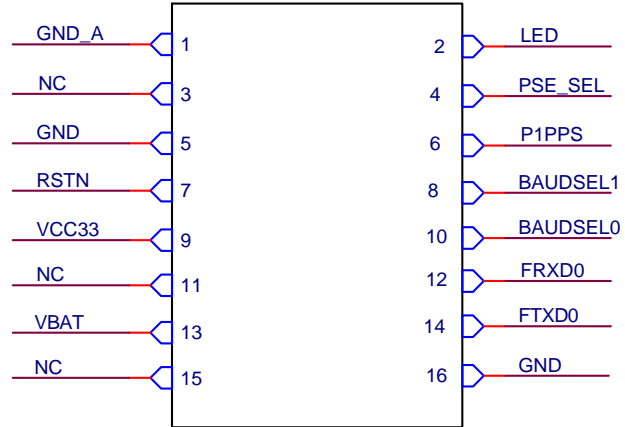 GND_A 1 2 LED
NC 3 4 PSE_SEL
GND 5 6 P1PPS
RSTN 7 8 BAUDSEL1
VCC33 9 10 BAUDSEL0
NC 11 12 FRXD0
VBAT 13 14 FTXD0
NC 15 16 GND